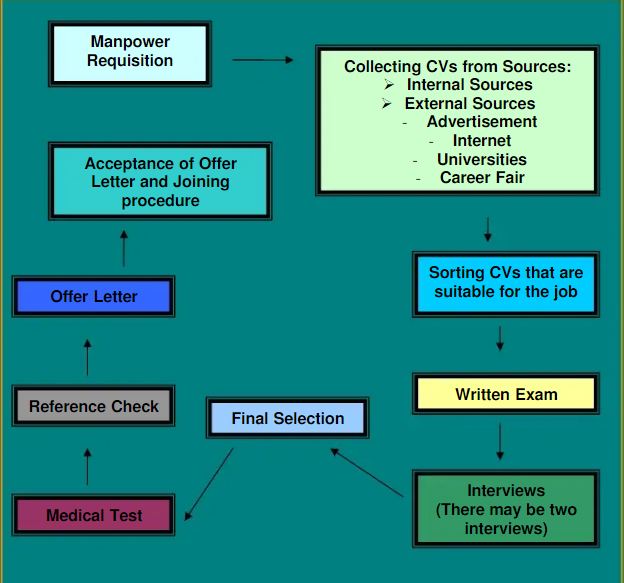 Manpower
Requisition
Collecting CVs from Sources:
➢ Internal Sources
➢ External Sources
- Advertisement
- Internet
- Universities
- Career Fair
Sorting CVs that are
suitable for the job
Written Exam
Interviews
(There may be two
interviews)
Final Selection
Medical Test
Reference Check
Offer Letter
Acceptance of Offer
Letter and Joining
procedure